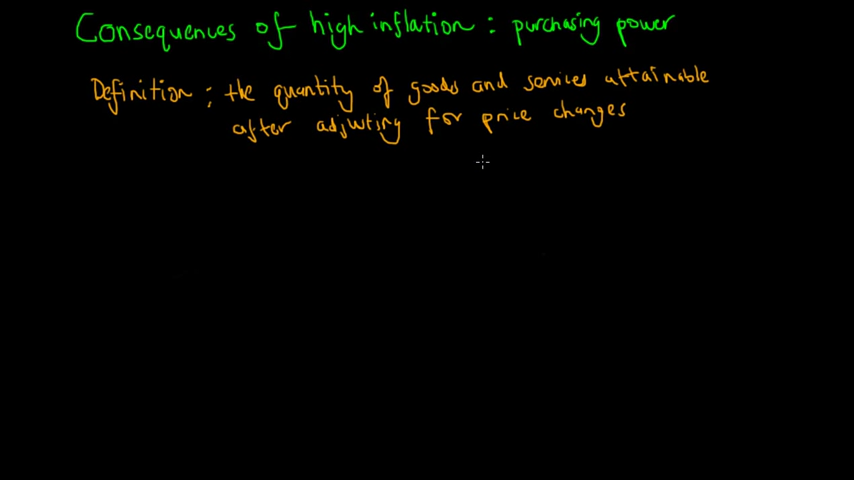 Consequences of high inflation : purchasing power
Definition : the quantity of goods and services attainable
after adjusting for price changes